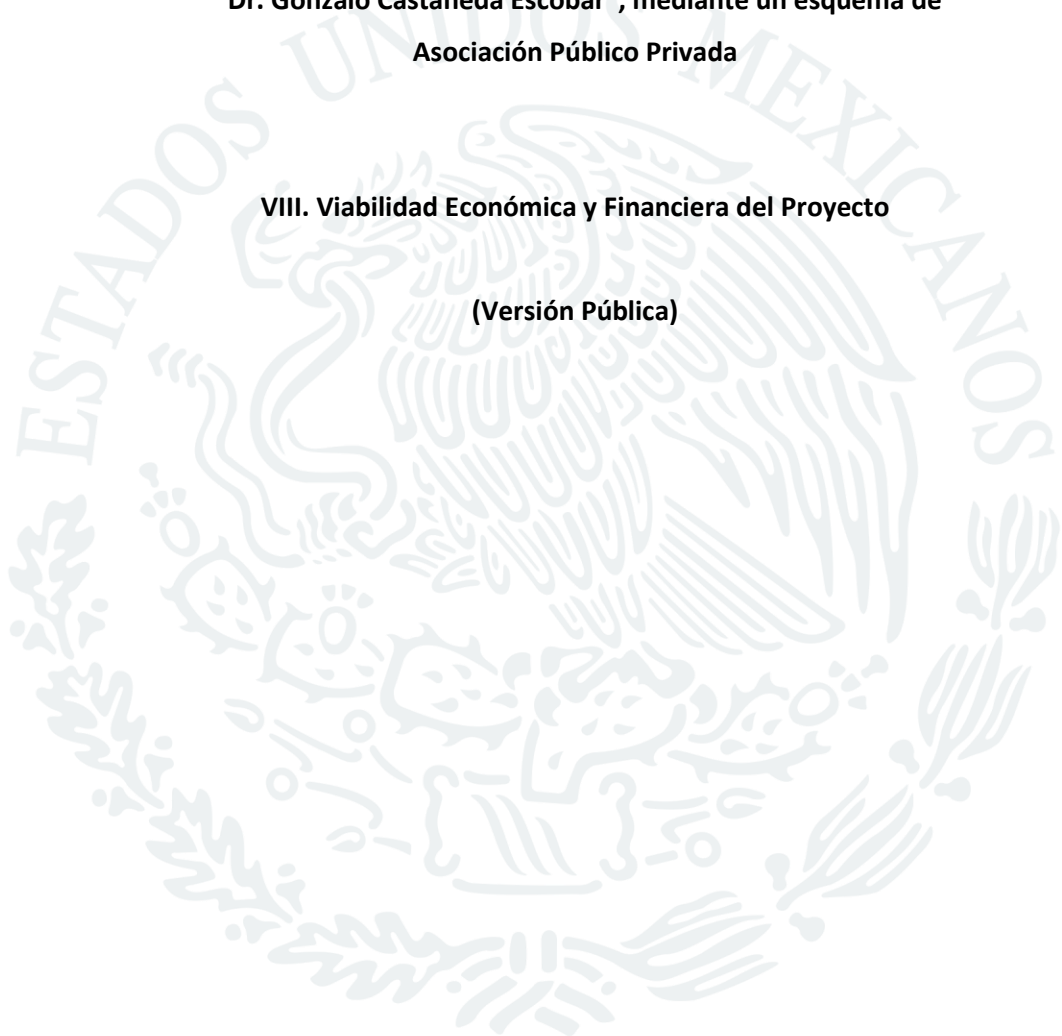 Dr. Gonzalo Castañeda Escobar", mediante un esquema de
Asociación Público Privada
VIII. Viabilidad Económica y Financiera del Proyecto
(Versión Pública)
ESTADOS UNIDOS MEXICANOS